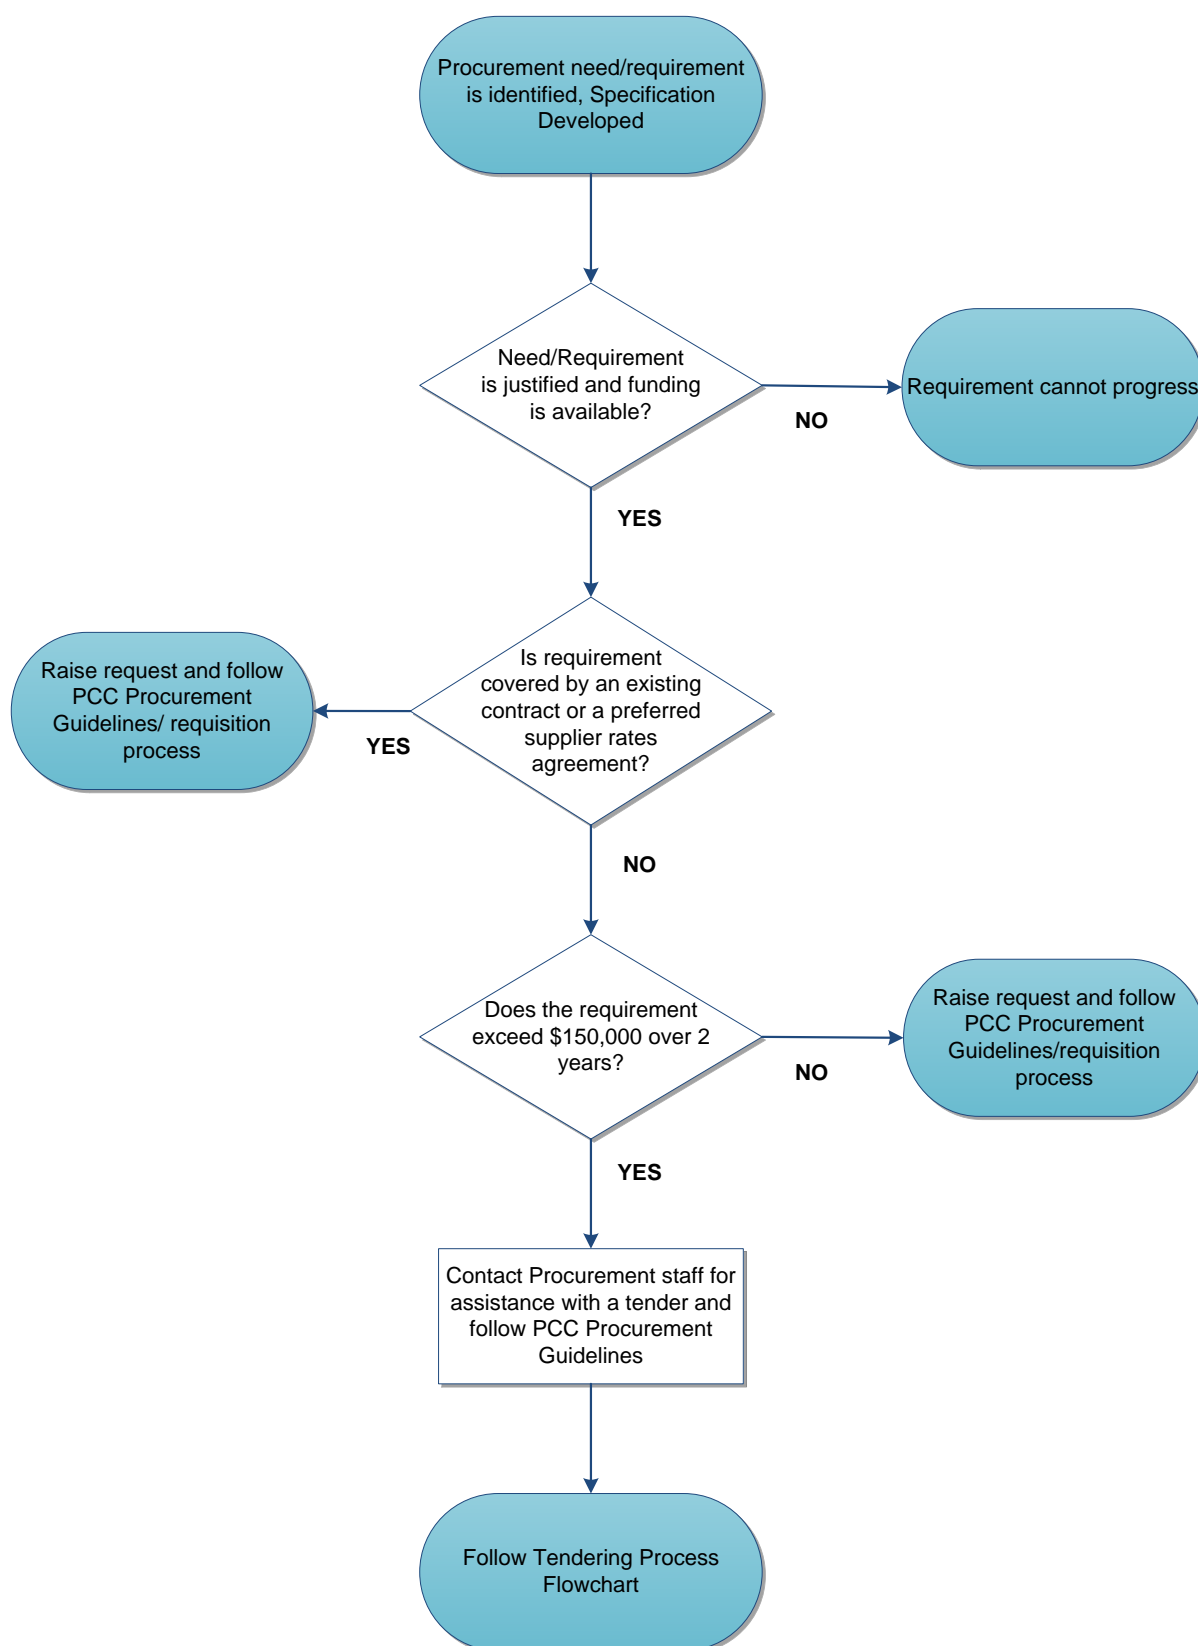 Procurement need/requirement
is identified, Specification
Developed
Need/Requirement
is justified and funding
is available?
NO
Requirement cannot progress
YES
Is requirement
covered by an existing
contract or a preferred
supplier rates
agreement?
YES
Raise request and follow
PCC Procurement
Guidelines/ requisition
process
NO
Does the requirement
exceed $150,000 over 2
years?
NO
Raise request and follow
PCC Procurement
Guidelines/requisition
process
YES
Contact Procurement staff for
assistance with a tender and
follow PCC Procurement
Guidelines
Follow Tendering Process
Flowchart